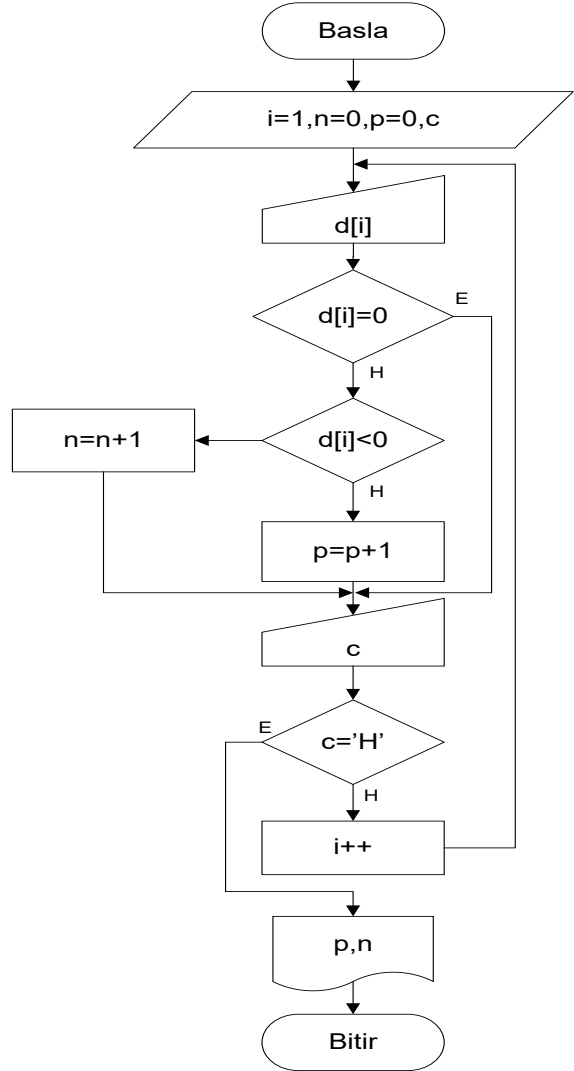 Basla
i=1,n=0,p=0,c
d[i]
d[i]=0
E
H
d[i]<0
n=n+1
H
p=p+1
c
c='H'
E
H
i++
p,n
Bitir